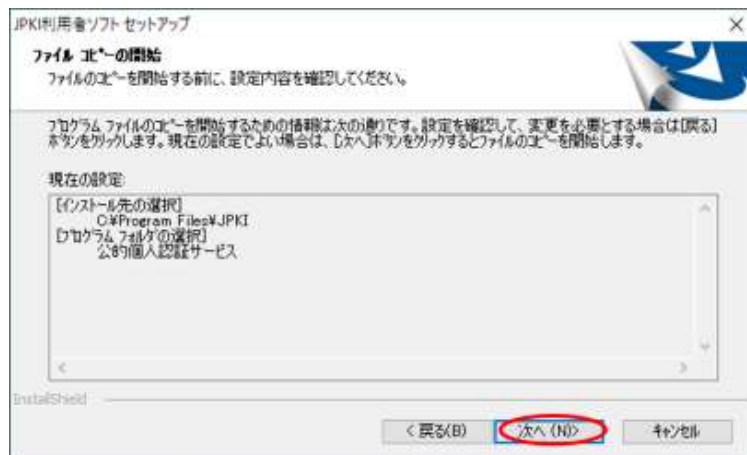 JPKI利用者ソフト セットアップ
ファイル コピーの開始
ファイルのコピーを開始する前に、設定内容を確認してください。
プログラム ファイルのコピーを開始するための情報は次の通りです。設定を確認して、変更を必要とする場合は[戻る]
ボタンをクリックします。現在の設定でよい場合は、[次へ]ボタンをクリックするとファイルのコピーを開始します。
現在の設定:
[インストール先の選択]
C:¥Program Files¥JPKI
[プログラム フォルダの選択]
公的個人認証サービス
InstallShield
< 戻る(B)
次へ (N)>
キャンセル